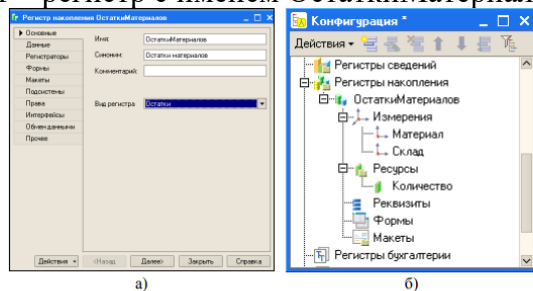 регистр с именем ОстаткиМатериал
Регистр накопления ОстаткиМатериалов
Основные
Данные
Регистраторы
Формы
Макеты
Подсистемы
Права
Интерфейсы
Обмен данными
Прочее
Имя: ОстаткиМатериалов
Синоним: Остатки материалов
Комментарий:
Вид регистра Остатки
Действия <Назад Далее> Закрыть Справка
а)
Конфигурация *
Действия
Регистры сведений
Регистры накопления
ОстаткиМатериалов
Измерения
Материал
Склад
Ресурсы
Количество
Реквизиты
Формы
Макеты
Регистры бухгалтерии
б)